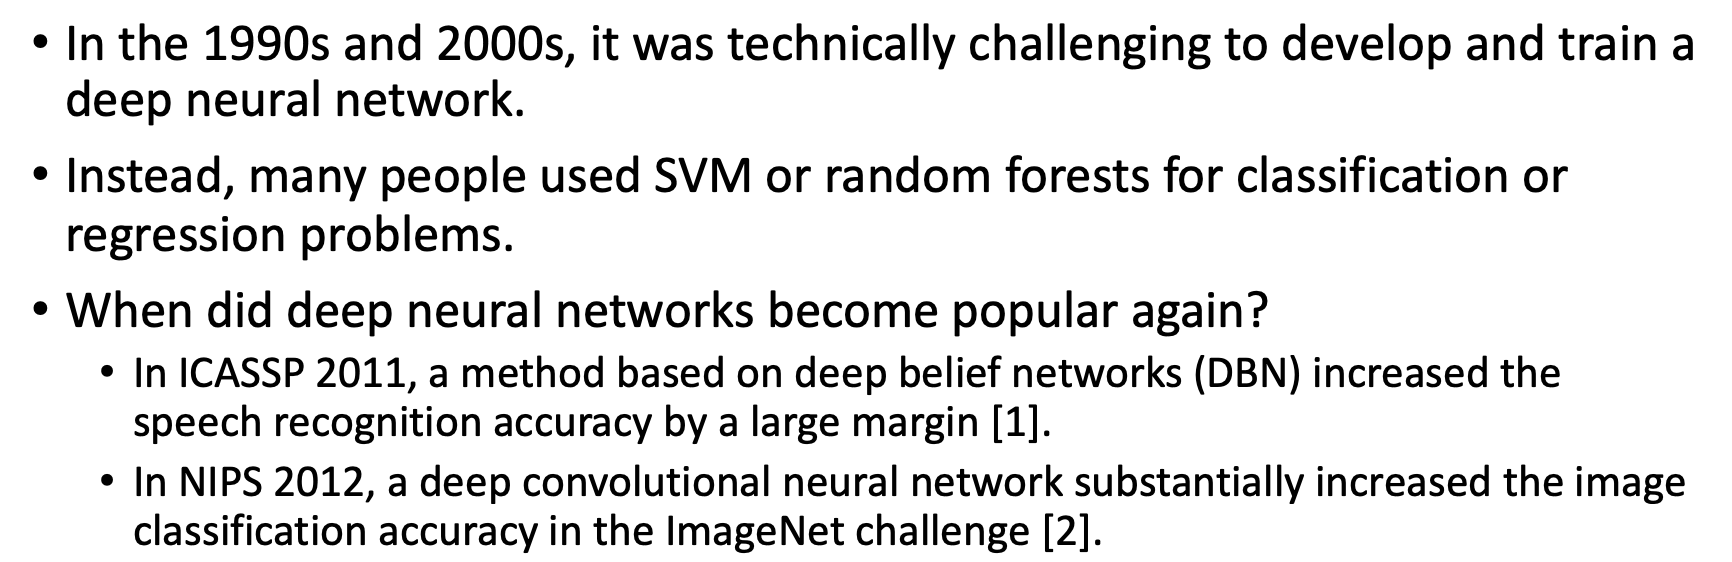 • In the 1990s and 2000s, it was technically challenging to develop and train a
deep neural network.
• Instead, many people used SVM or random forests for classification or
regression problems.
• When did deep neural networks become popular again?
• In ICASSP 2011, a method based on deep belief networks (DBN) increased the
speech recognition accuracy by a large margin [1].
• In NIPS 2012, a deep convolutional neural network substantially increased the image
classification accuracy in the ImageNet challenge [2].